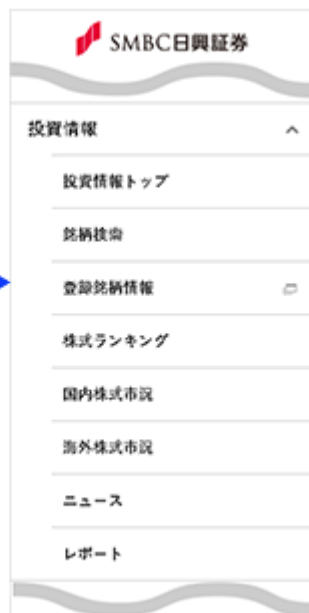 SMBC日興証券
投資情報
投資情報トップ
銘柄検索
登録銘柄情報
株式ランキング
国内株式市況
海外株式市況
ニュース
レポート